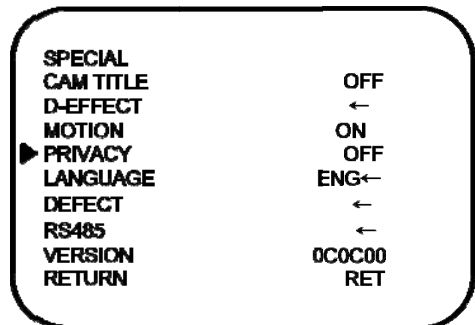 SPECIAL
CAM TITLE OFF
D-EFFECT ←
MOTION ON
PRIVACY OFF
LANGUAGE ENG←
DEFECT ←
RS485 ←
VERSION 0C0C00
RETURN RET